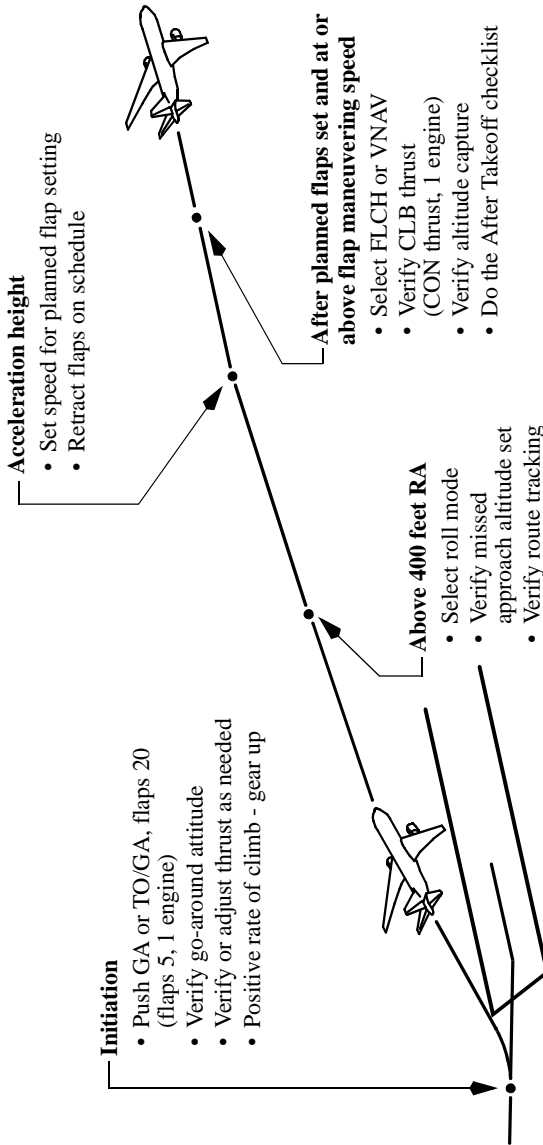 Initiation
• Push GA or TO/GA, flaps 20
(flaps 5, 1 engine)
• Verify go-around attitude
• Verify or adjust thrust as needed
• Positive rate of climb - gear up
Above 400 feet RA
• Select roll mode
• Verify missed
approach altitude set
• Verify route tracking
Acceleration height
• Set speed for planned flap setting
• Retract flaps on schedule
After planned flaps set and at or
above flap maneuvering speed
• Select FLCH or VNAV
• Verify CLB thrust
(CON thrust, 1 engine)
• Verify altitude capture
• Do the After Takeoff checklist